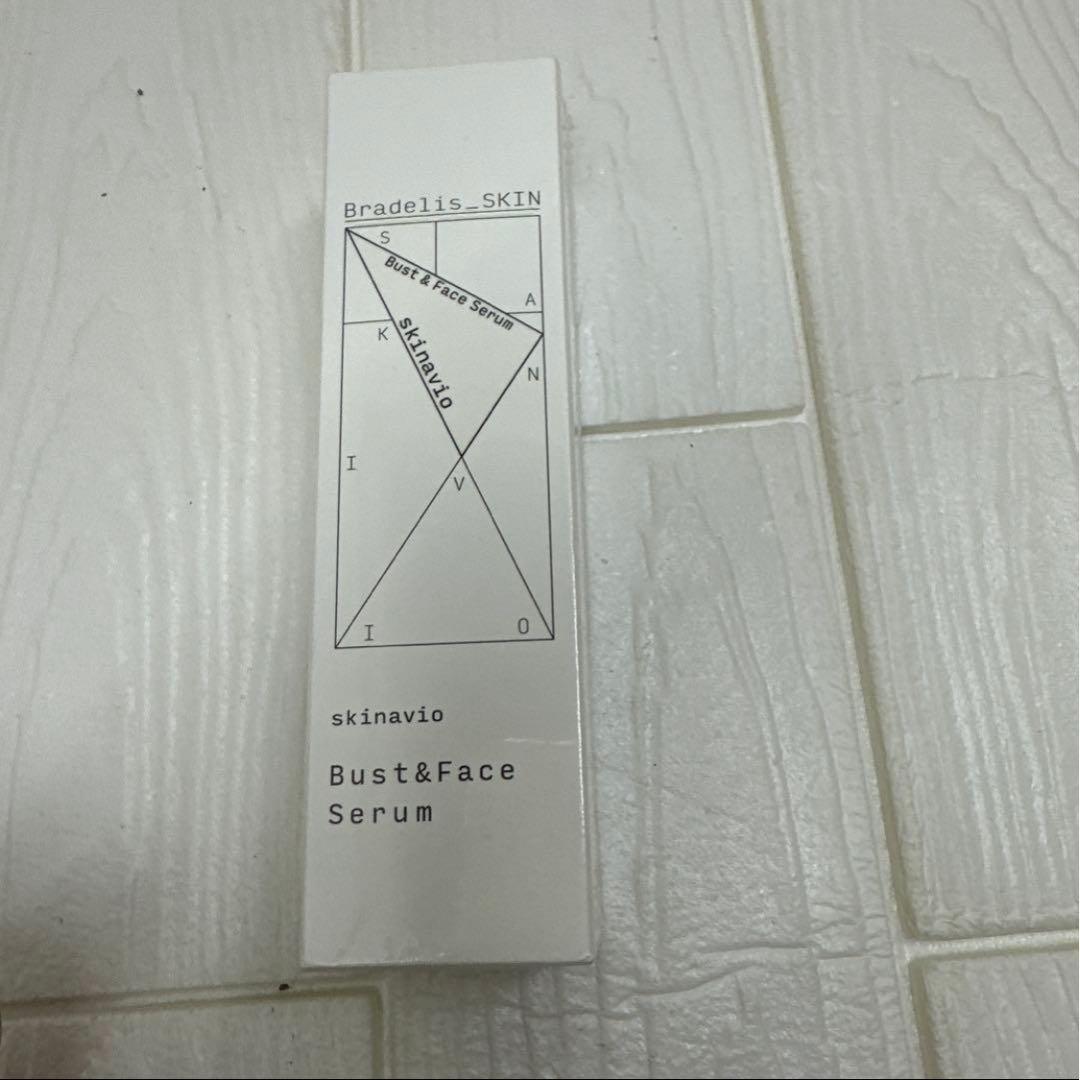 Bradelis_SKIN
S
Bust & Face Serum
A
K
skinavio
N
I
V
I
O
skinavio
Bust&Face
Serum